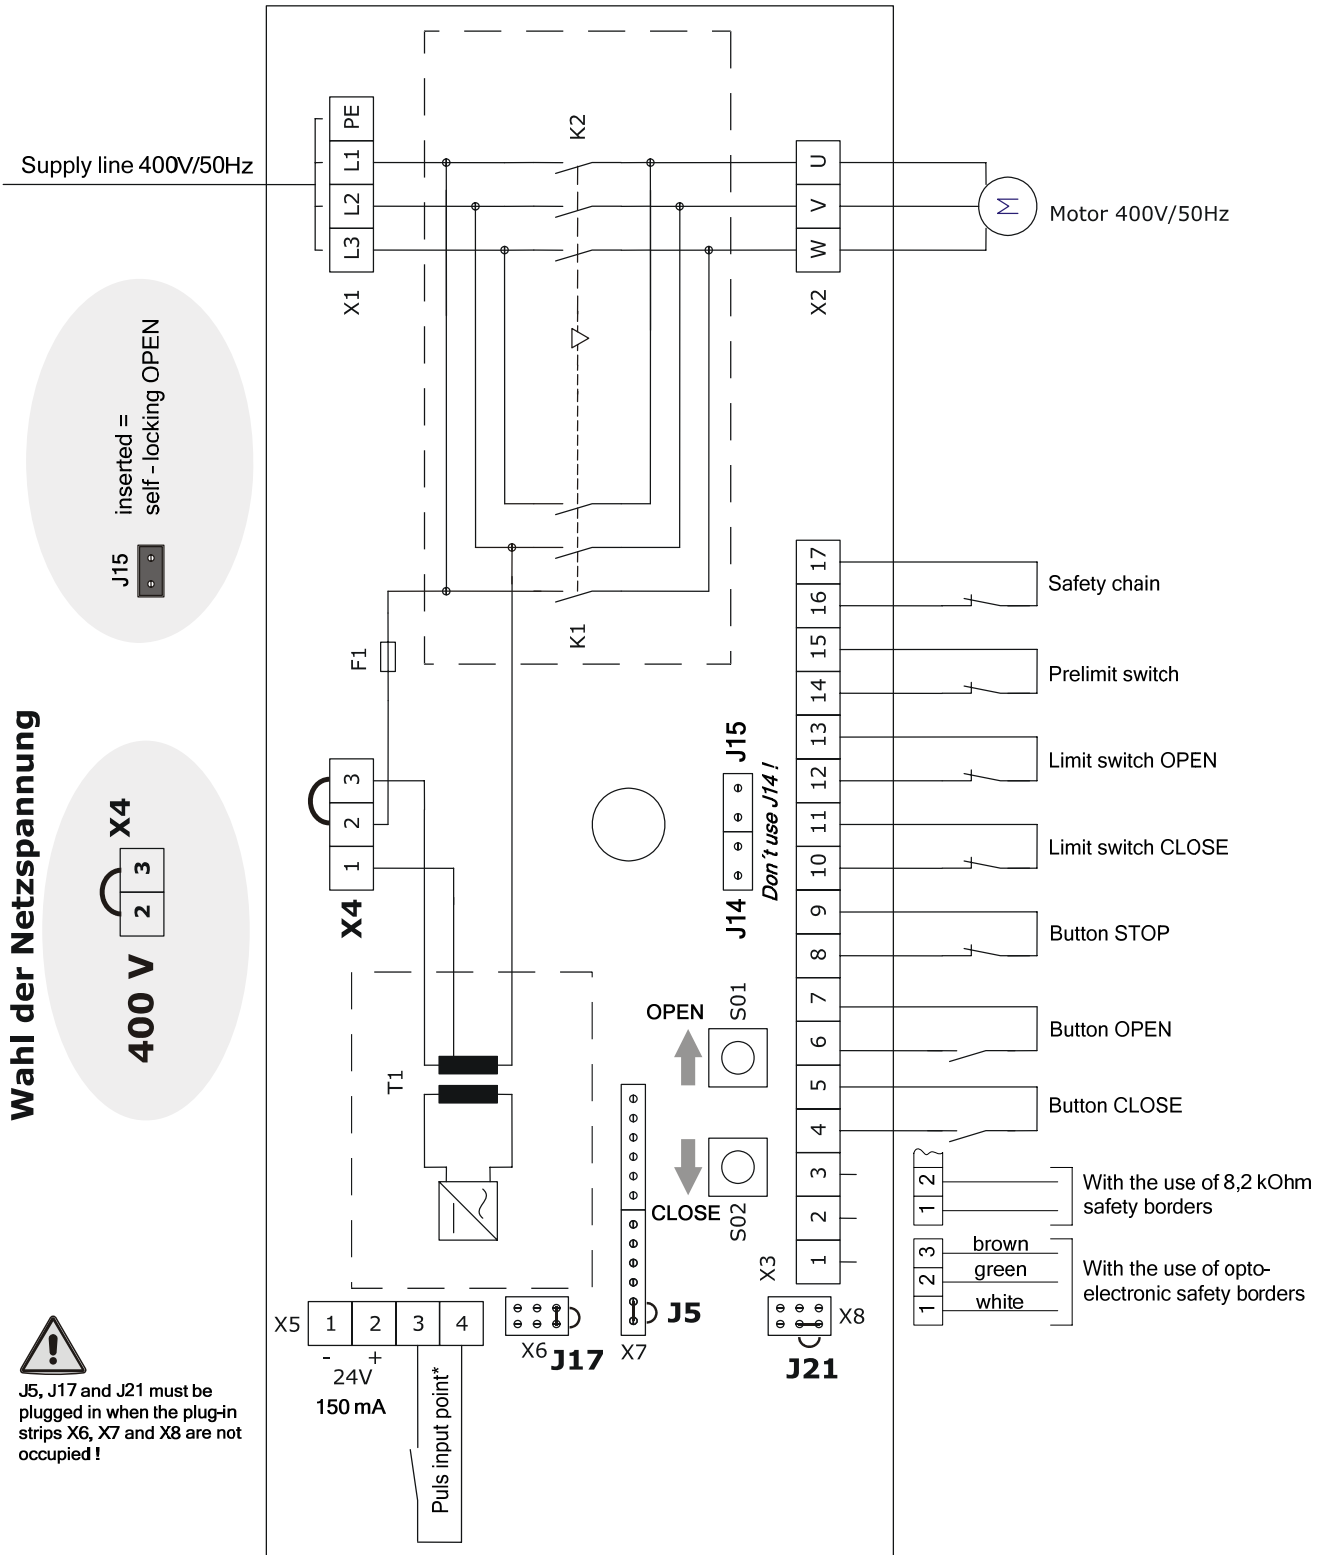 Supply line 400V/50Hz
PE
L1
L2
L3
X1
K2
U
V
W
X2
M
Motor 400V/50Hz
J15
inserted =
self - locking OPEN
K1
F1
Wahl der Netzspannung
400 V
2
3
X4
3
2
1
X4
J15
J14
Don´t use J14 !
17
16
15
14
13
12
11
10
9
8
7
6
5
4
3
2
1
X3
Safety chain
Prelimit switch
Limit switch OPEN
Limit switch CLOSE
Button STOP
Button OPEN
Button CLOSE
2
1
With the use of 8,2 kOhm
safety borders
3
2
1
brown
green
white
With the use of opto-
electronic safety borders
T1
OPEN
S01
CLOSE
S02
X5
1
2
3
4
-
+
24V
150 mA
Puls input point*
X6
J17
X7
J5
X8
J21
!
J5, J17 and J21 must be
plugged in when the plug-in
strips X6, X7 and X8 are not
occupied !